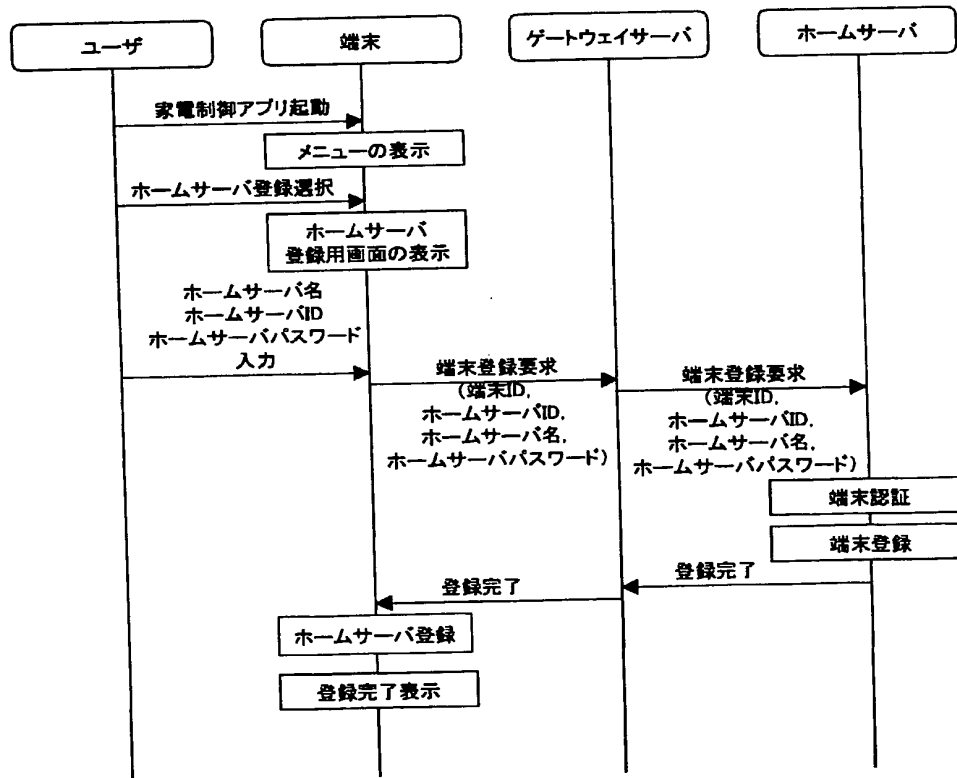 ユーザ
端末
ゲートウェイサーバ
ホームサーバ
家電制御アプリ起動
メニューの表示
ホームサーバ登録選択
ホームサーバ
登録用画面の表示
ホームサーバ名
ホームサーバID
ホームサーバパスワード
入力
端末登録要求
(端末ID,
ホームサーバID,
ホームサーバ名,
ホームサーバパスワード)
端末登録要求
(端末ID,
ホームサーバID,
ホームサーバ名,
ホームサーバパスワード)
端末認証
端末登録
登録完了
登録完了
ホームサーバ登録
登録完了表示